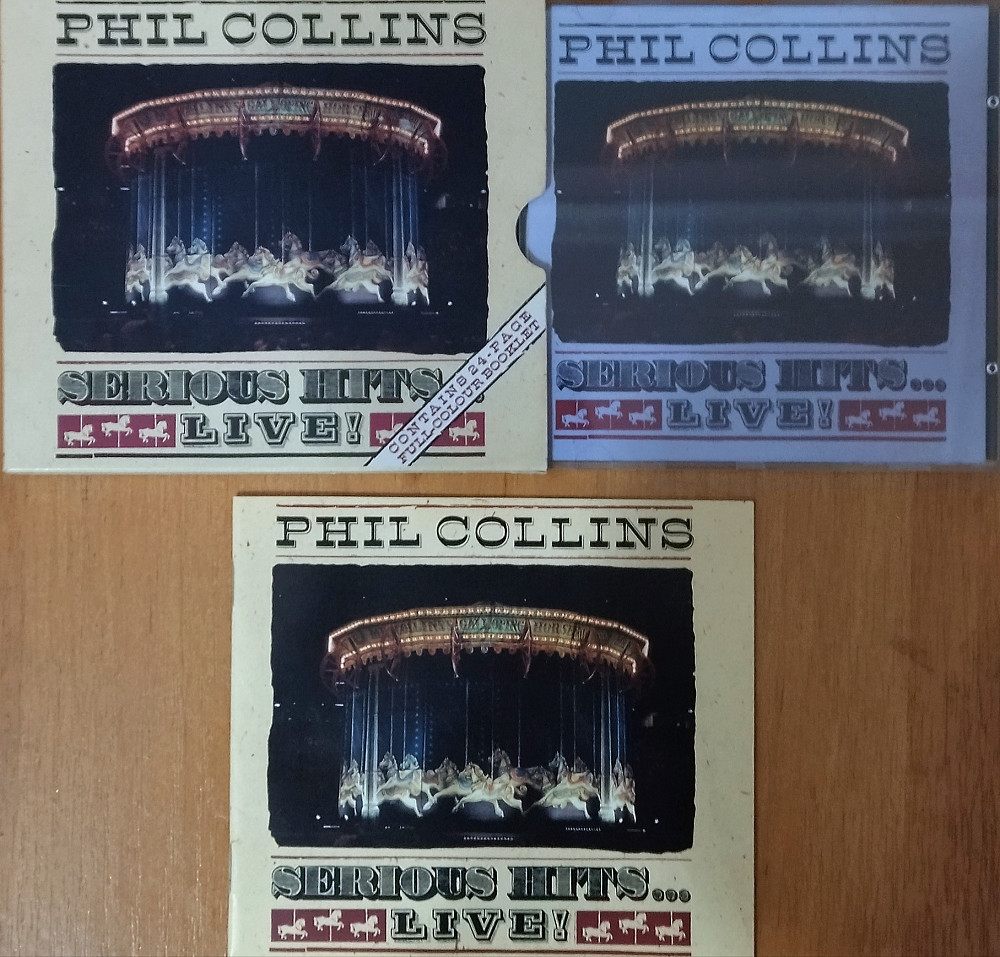 PHIL COLLINS
SERIOUS HITS
LIVE!
CONTAINS 24-PAGE
FULL-COLOUR BOOKLET
PHIL COLLINS
SERIOUS HITS...
LIVE!
PHIL COLLINS
SERIOUS HITS...
LIVE!